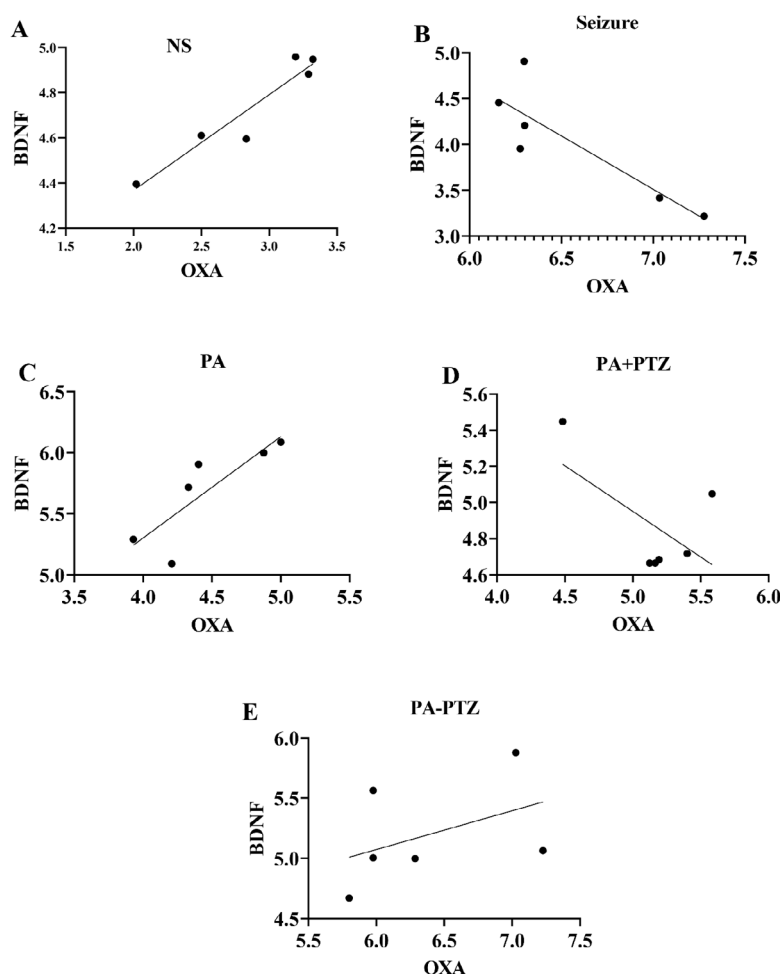 A
NS
BDNF
5.0
4.8
4.6
4.4
4.2
1.5 2.0 2.5 3.0 3.5
OXA
B
Seizure
BDNF
5.0
4.5
4.0
3.5
3.0
6.0 6.5 7.0 7.5
OXA
C
PA
BDNF
6.5
6.0
5.5
5.0
3.5 4.0 4.5 5.0 5.5
OXA
D
PA+PTZ
BDNF
5.6
5.4
5.2
5.0
4.8
4.6
4.0 4.5 5.0 5.5 6.0
OXA
E
PA-PTZ
BDNF
6.0
5.5
5.0
4.5
5.5 6.0 6.5 7.0 7.5
OXA